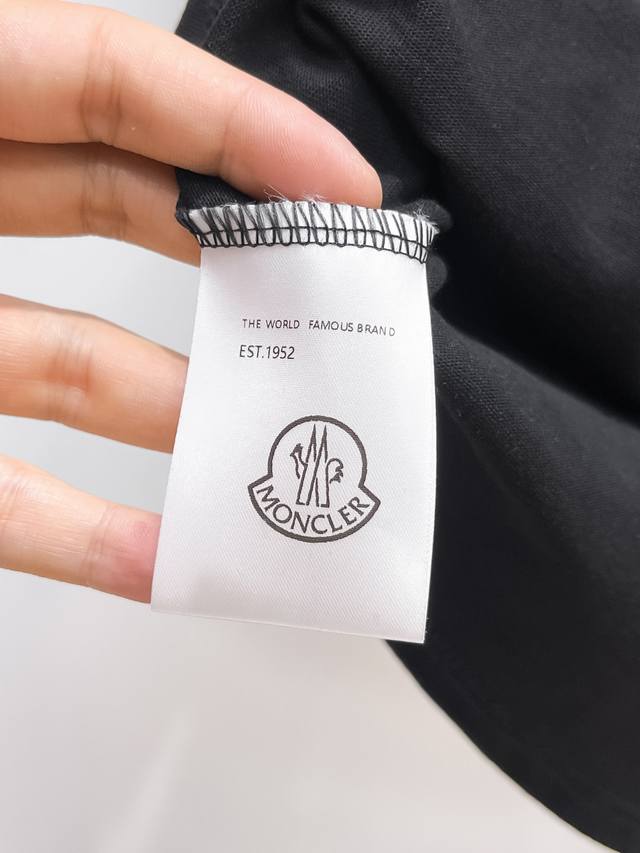 THE WORLD FAMOUS BRAND
EST.1952
MONCLER